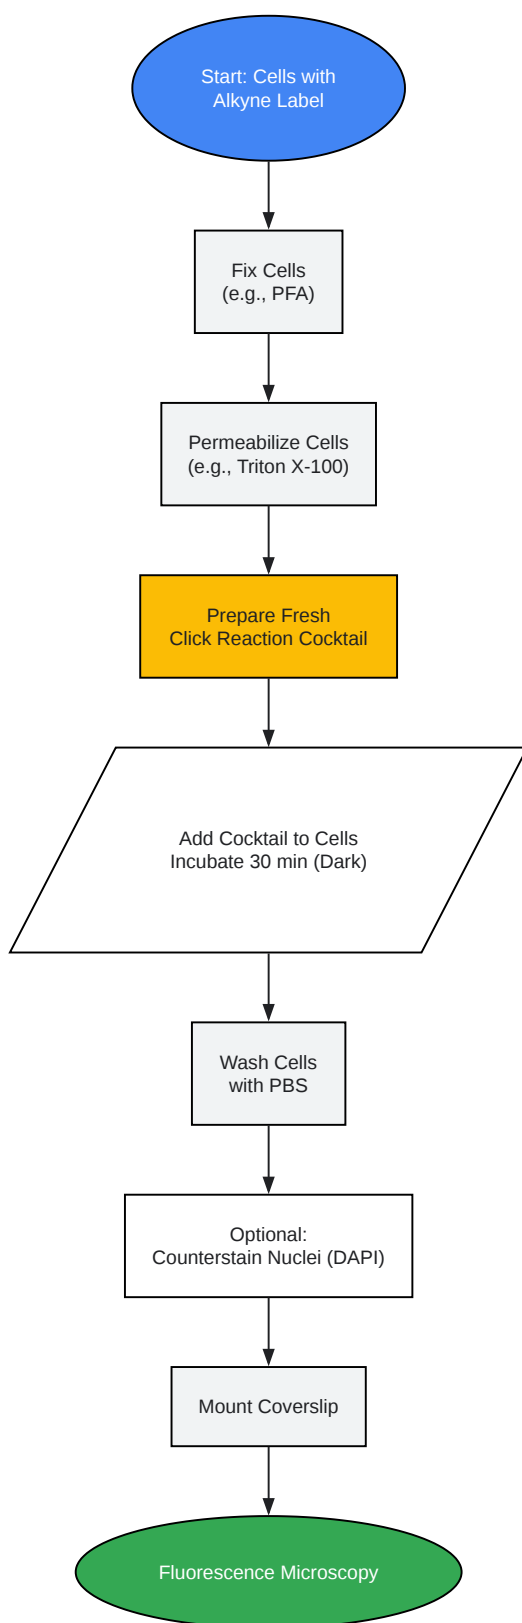 Start: Cells with
Alkyne Label
Fix Cells
(e.g., PFA)
Permeabilize Cells
(e.g., Triton X-100)
Prepare Fresh
Click Reaction Cocktail
Add Cocktail to Cells
Incubate 30 min (Dark)
Wash Cells
with PBS
Optional:
Counterstain Nuclei (DAPI)
Mount Coverslip
Fluorescence Microscopy